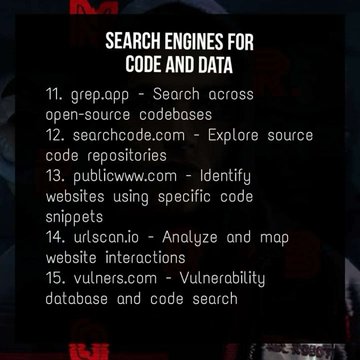 SEARCH ENGINES FOR
CODE AND DATA
11. grep.app - Search across
open-source codebases
12. searchcode.com - Explore source
code repositories
13. publicwww.com - Identify
websites using specific code
snippets
14. urlscan.io - Analyze and map
website interactions
15. vulners.com - Vulnerability
database and code search